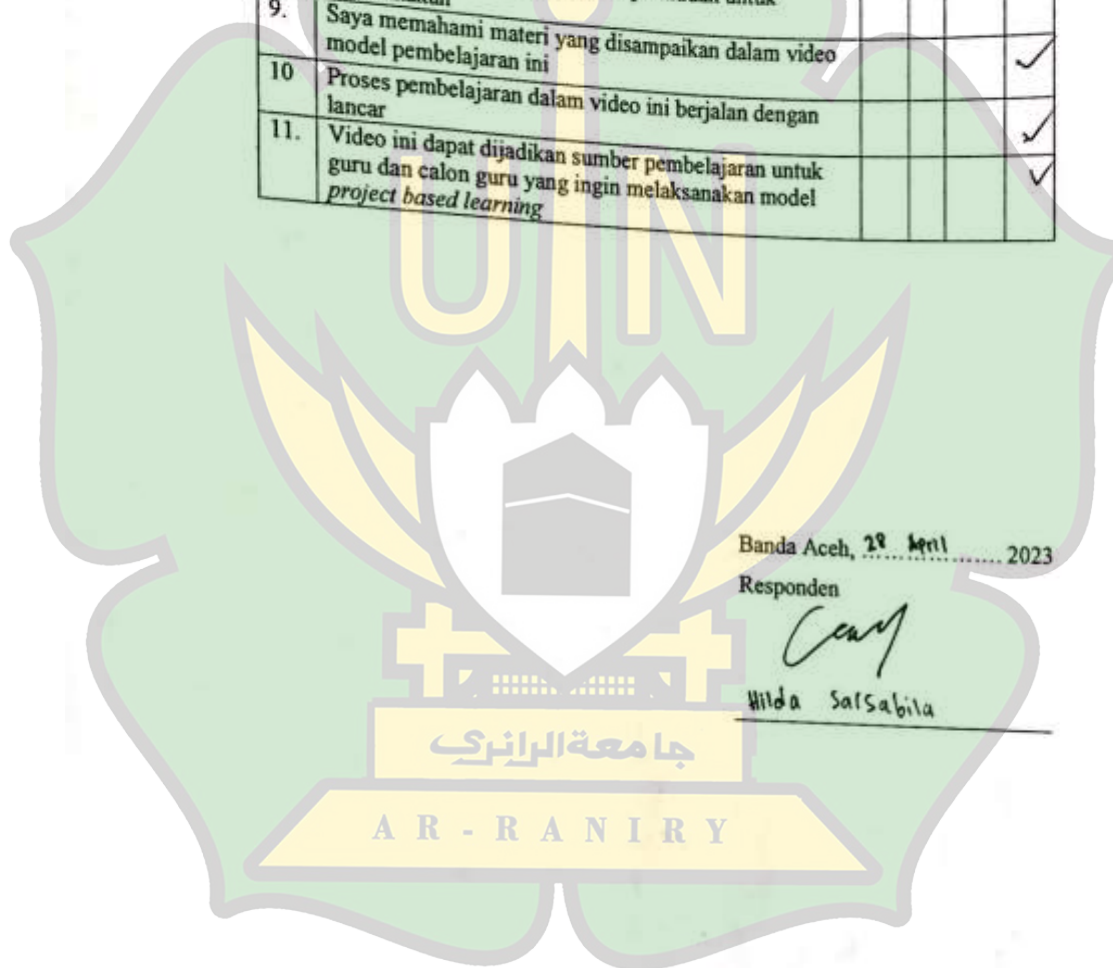 9. Saya memahami materi yang disampaikan dalam video
model pembelajaran ini
10 Proses pembelajaran dalam video ini berjalan dengan
lancar
11. Video ini dapat dijadikan sumber pembelajaran untuk
guru dan calon guru yang ingin melaksanakan model
project based learning
UIN
Banda Aceh, 28 April 2023
Responden
Hilda Salsabila
جامعة الرانري
AR-RANIRY